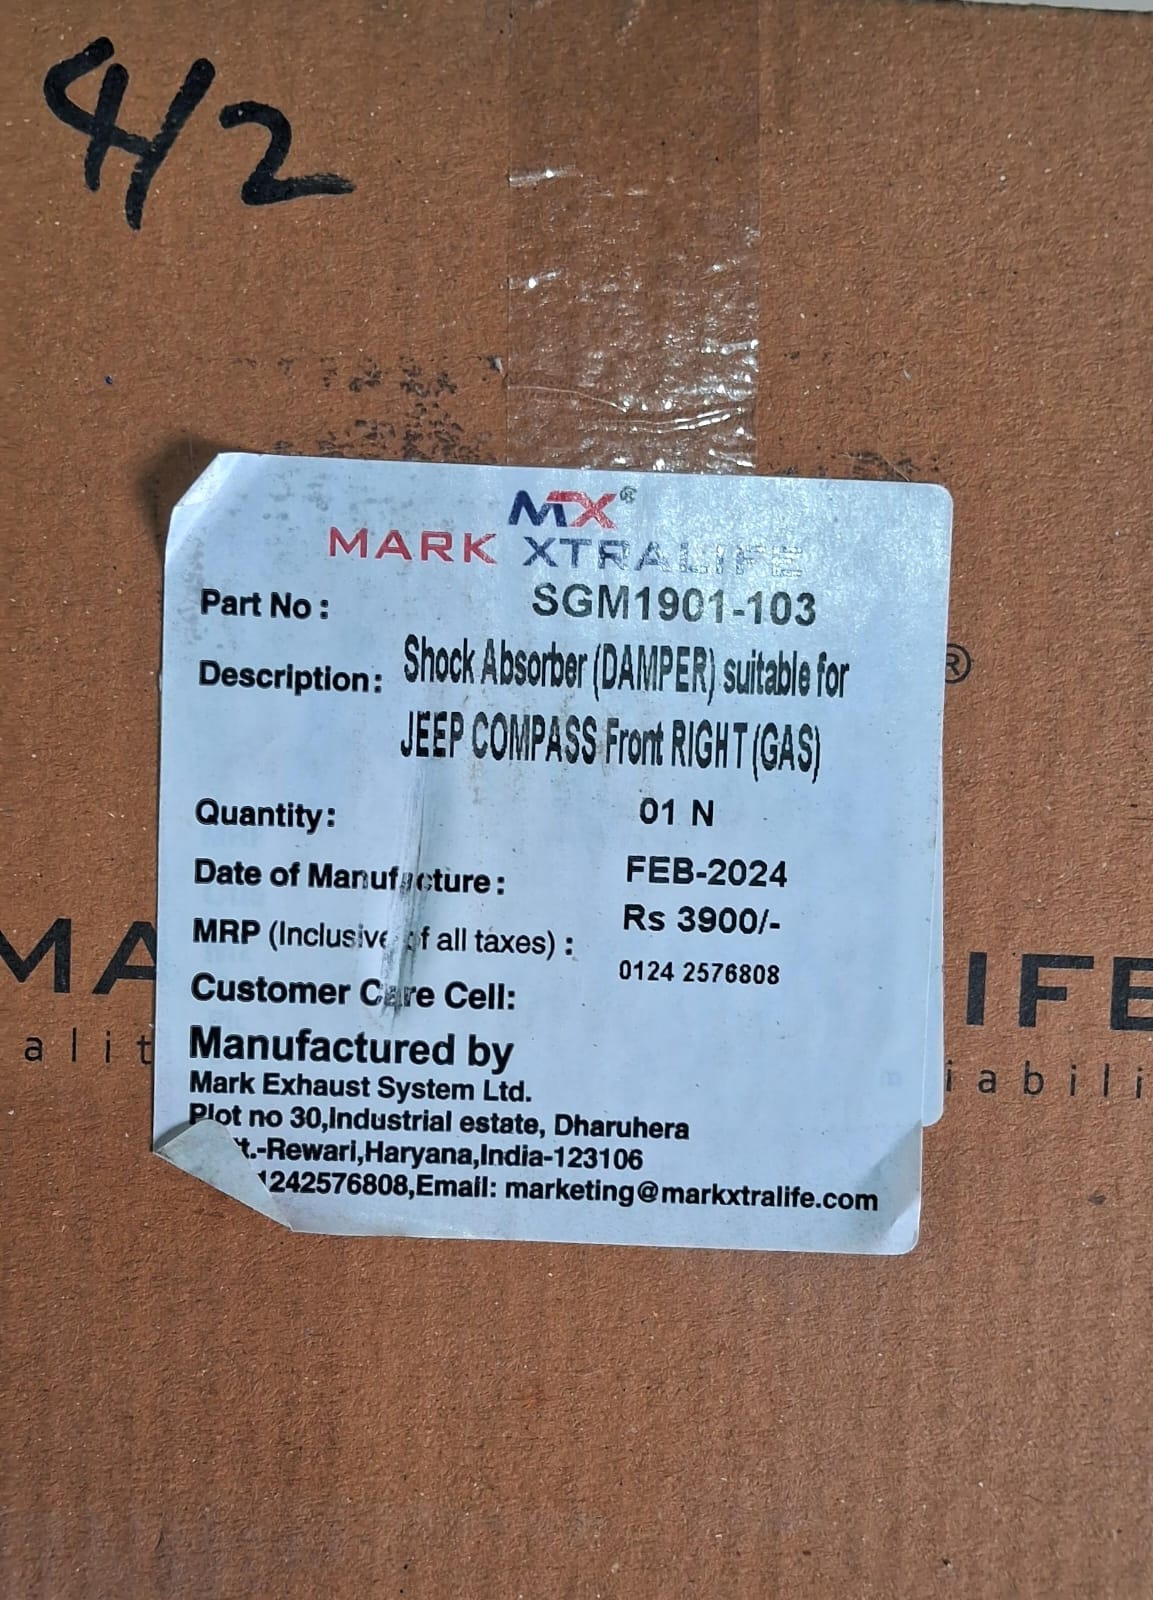 4/2
MX®
MARK XTRALIFE
Part No : SGM1901-103
Description: Shock Absorber (DAMPER) suitable for
JEEP COMPASS Front RIGHT (GAS)
Quantity: 01 N
Date of Manufacture: FEB-2024
MRP (Inclusive of all taxes) : Rs 3900/-
Customer Care Cell: 0124 2576808
Manufactured by
Mark Exhaust System Ltd.
Plot no 30,Industrial estate, Dharuhera
t.-Rewari,Haryana,India-123106
1242576808,Email: marketing@markxtralife.com
®
MA IFE
alit iabili